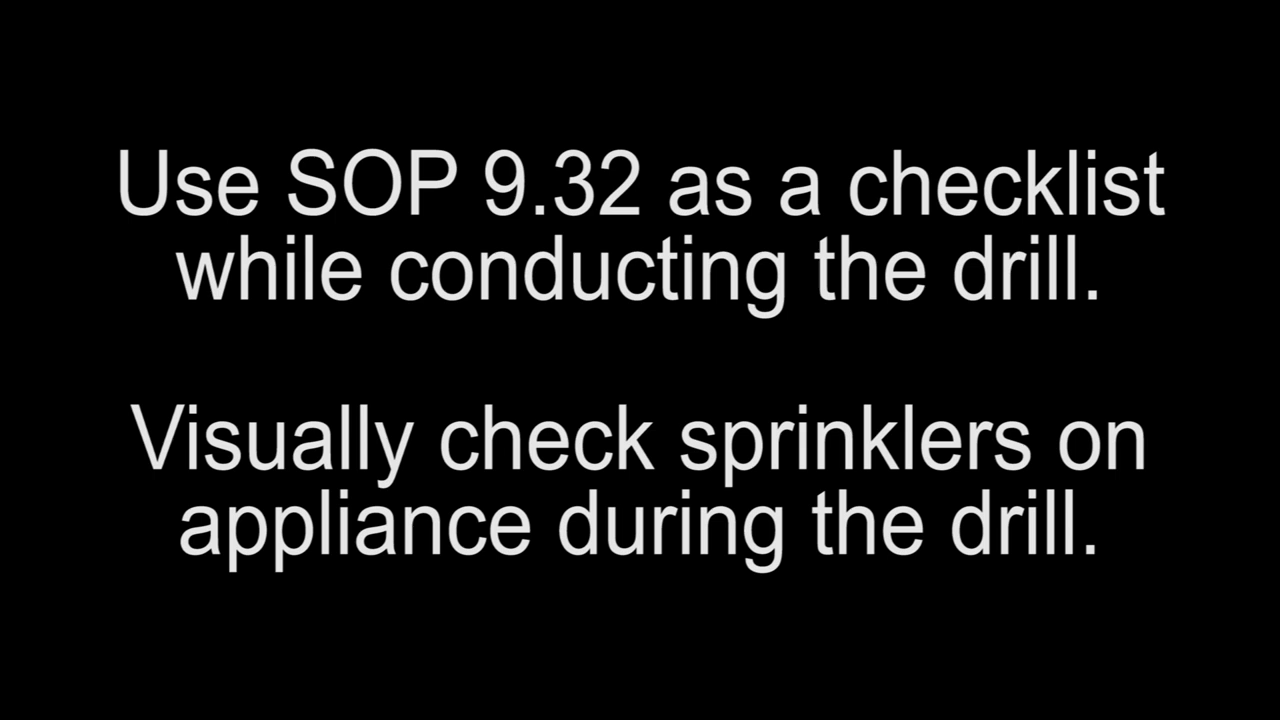 Use SOP 9.32 as a checklist
while conducting the drill.
Visually check sprinklers on
appliance during the drill.